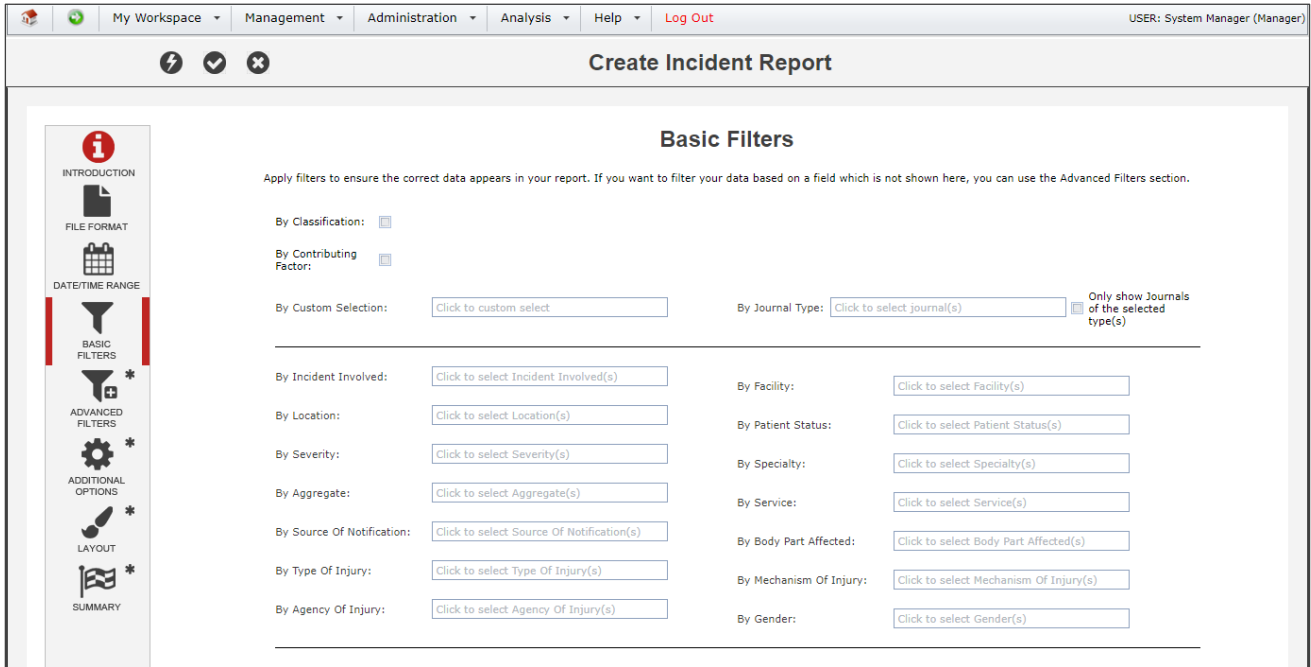 My Workspace Management Administration Analysis Help Log Out USER: System Manager (Manager)
Create Incident Report
INTRODUCTION
FILE FORMAT
DATE/TIME RANGE
BASIC
FILTERS
ADVANCED
FILTERS
ADDITIONAL
OPTIONS
LAYOUT
SUMMARY
Basic Filters
Apply filters to ensure the correct data appears in your report. If you want to filter your data based on a field which is not shown here, you can use the Advanced Filters section.
By Classification:
By Contributing
Factor:
By Custom Selection: Click to custom select
By Journal Type: Click to select journal(s)
Only show Journals
of the selected
type(s)
By Incident Involved: Click to select Incident Involved(s)
By Facility: Click to select Facility(s)
By Location: Click to select Location(s)
By Patient Status: Click to select Patient Status(s)
By Severity: Click to select Severity(s)
By Specialty: Click to select Specialty(s)
By Aggregate: Click to select Aggregate(s)
By Service: Click to select Service(s)
By Source Of Notification: Click to select Source Of Notification(s)
By Body Part Affected: Click to select Body Part Affected(s)
By Type Of Injury: Click to select Type Of Injury(s)
By Mechanism Of Injury: Click to select Mechanism Of Injury(s)
By Agency Of Injury: Click to select Agency Of Injury(s)
By Gender: Click to select Gender(s)